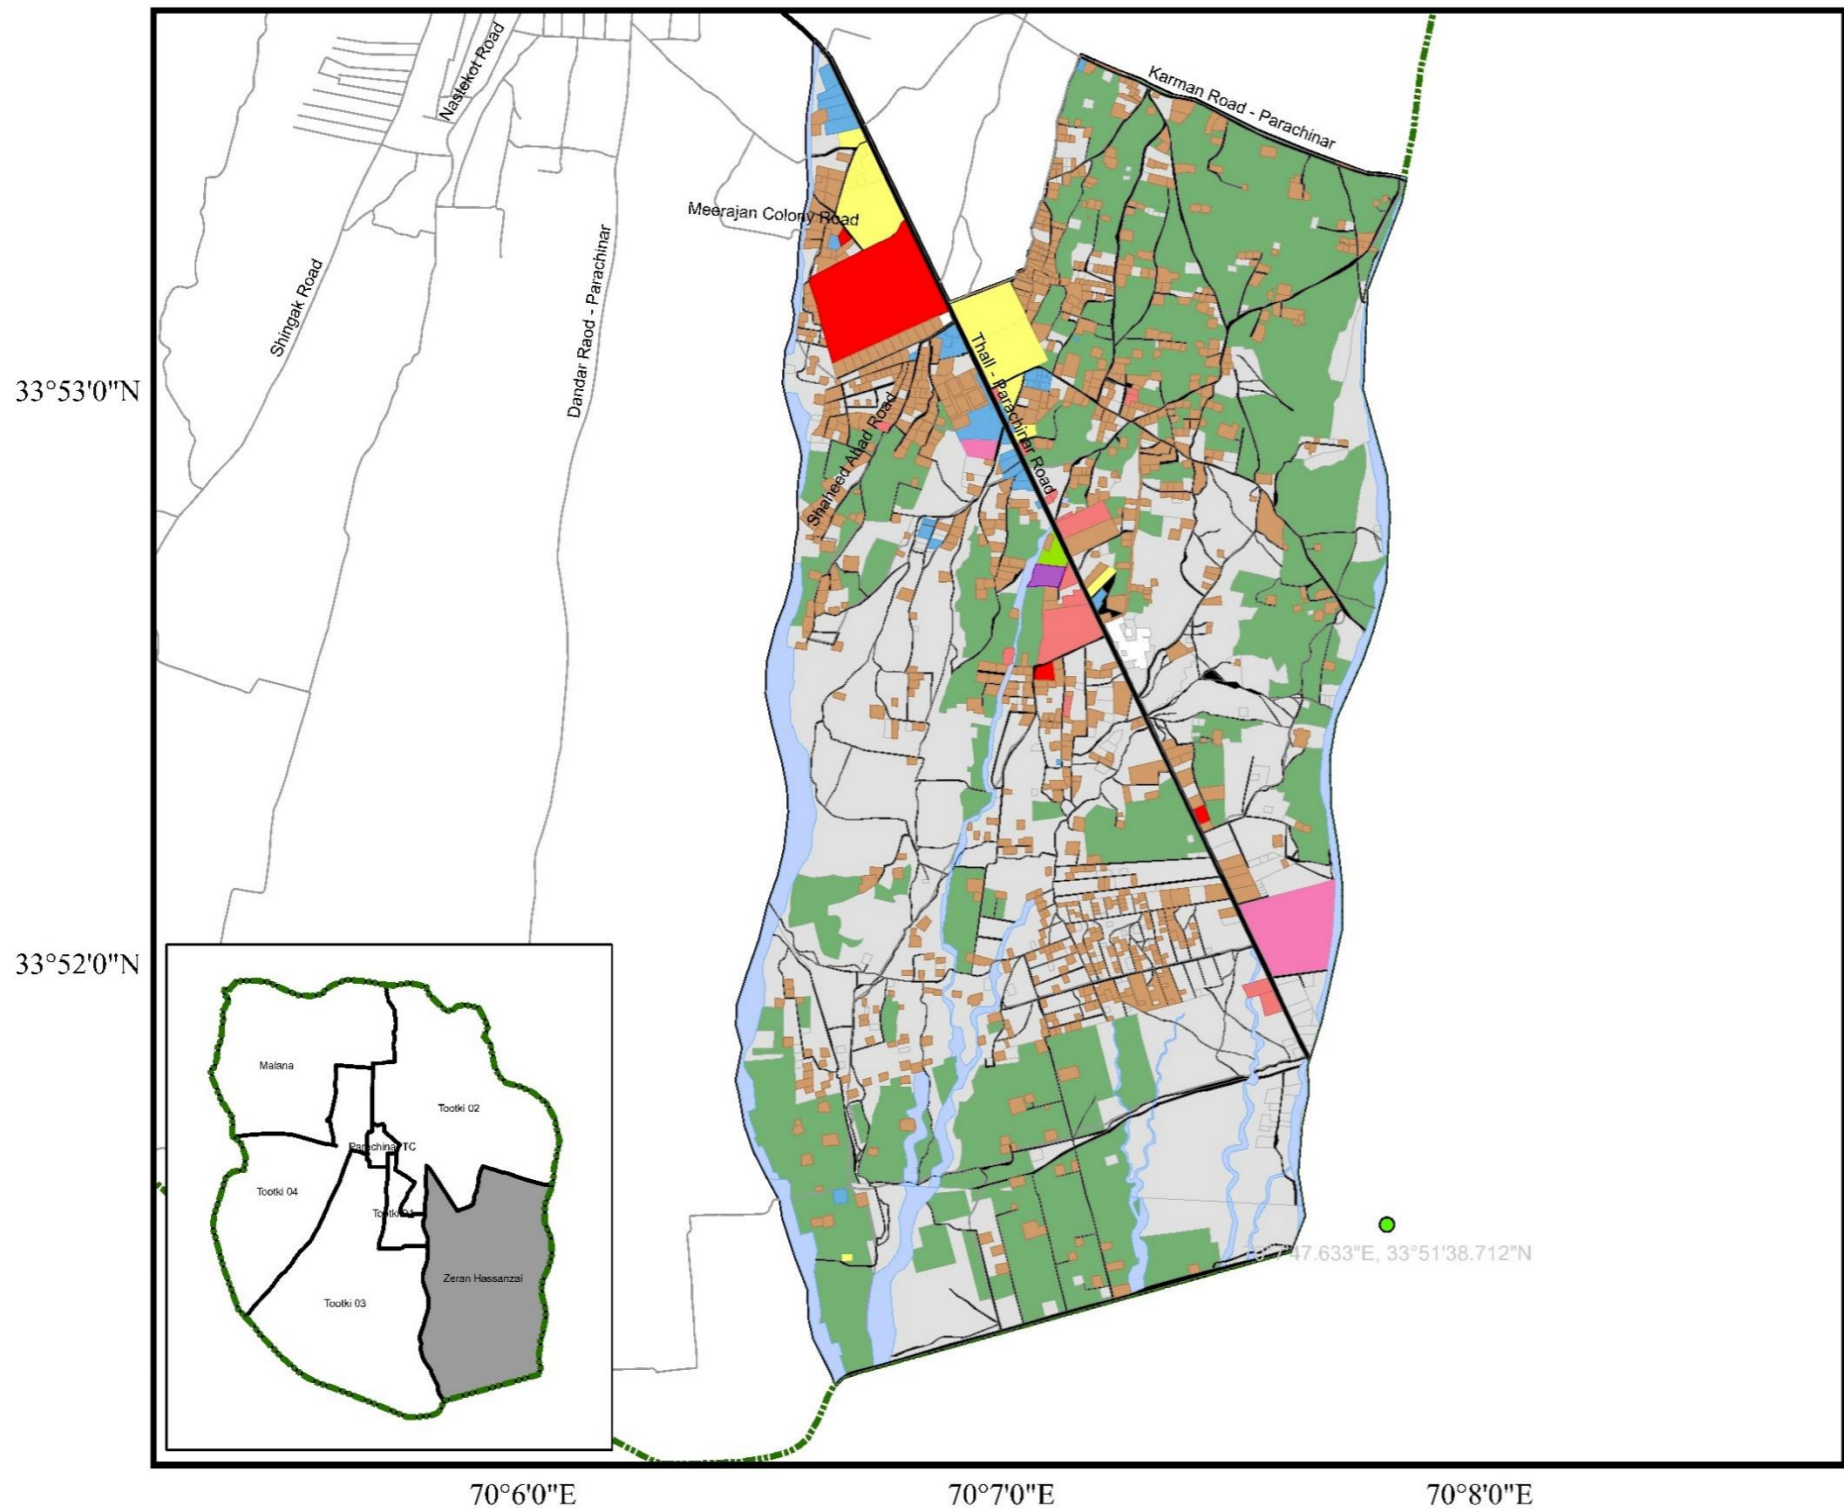 Nastekot Road
Karman Road - Parachinar
Meerajan Colony Road
Shingak Road
Dandar Raod - Parachinar
Thall - Parachinar Road
33°53'0"N
Shaheed Abad Road
33°52'0"N
Malana
Tootki 02
Parachinar TC
Tootki 04
Tootki 01
Zeran Hassanzai
Tootki 03
47.633"E, 33°51'38.712"N
70°6'0"E
70°7'0"E
70°8'0"E